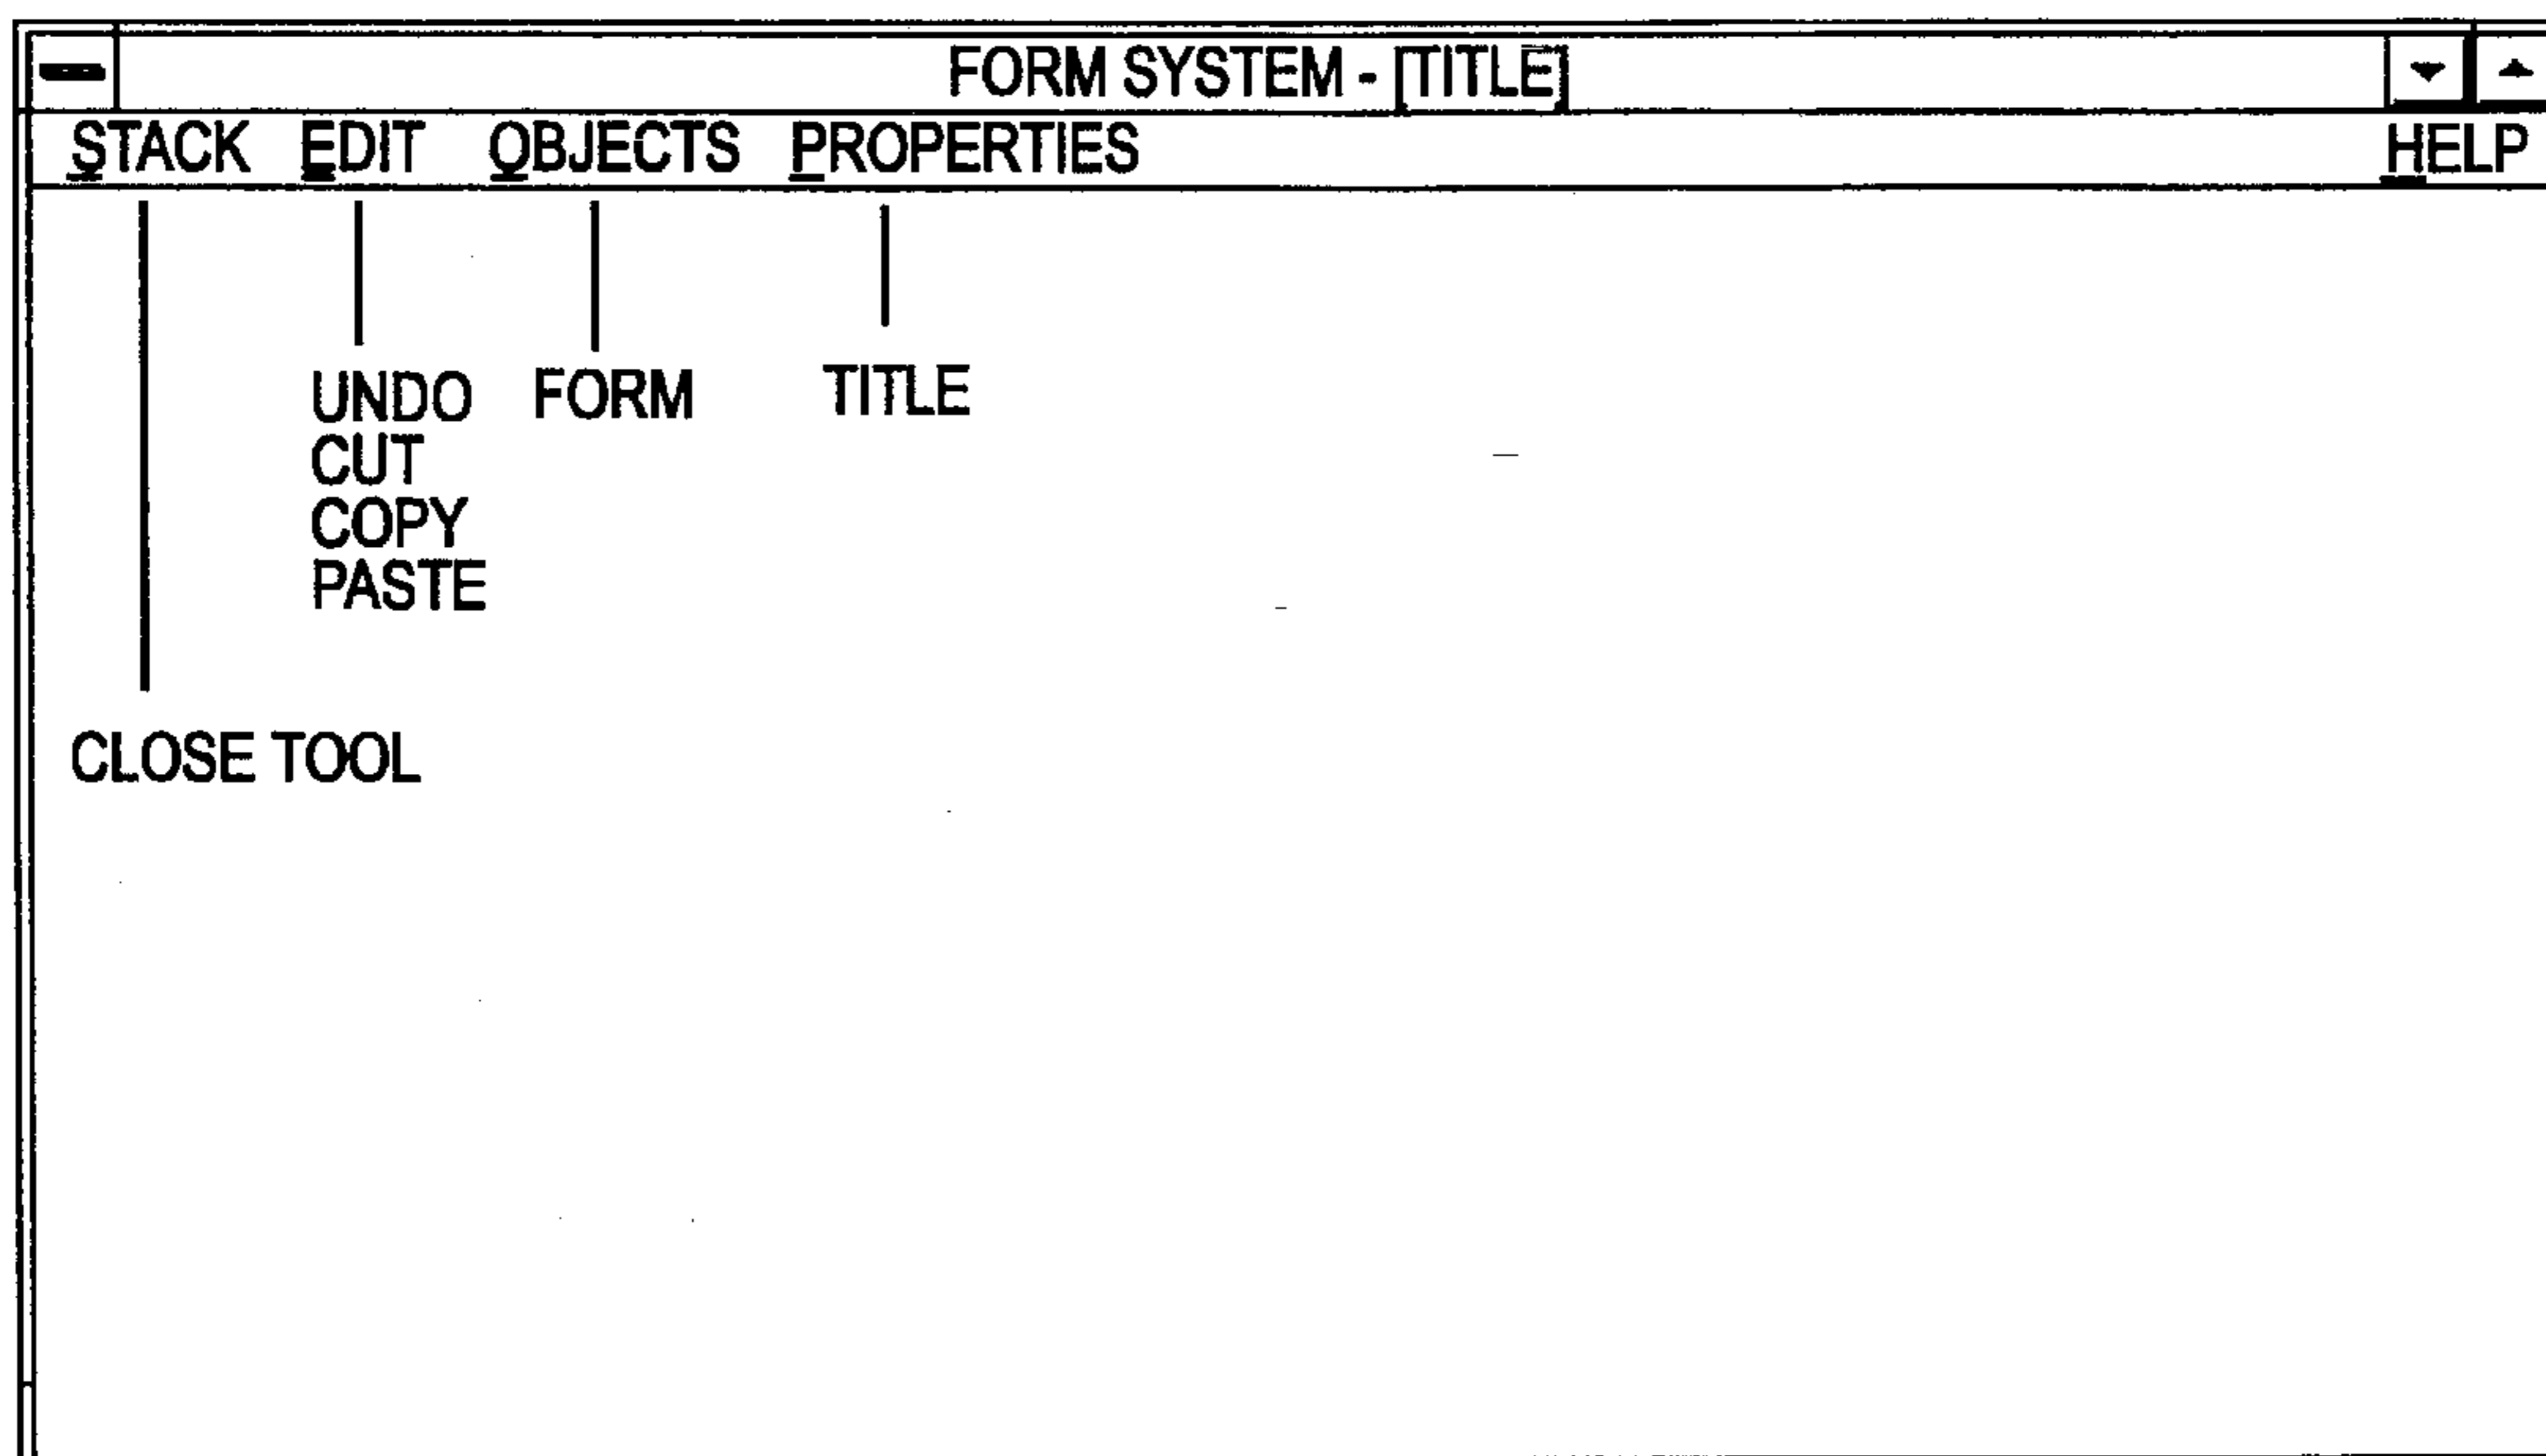 FORM SYSTEM - [TITLE]
STACK EDIT OBJECTS PROPERTIES HELP
UNDO FORM TITLE
CUT
COPY
PASTE
CLOSE TOOL